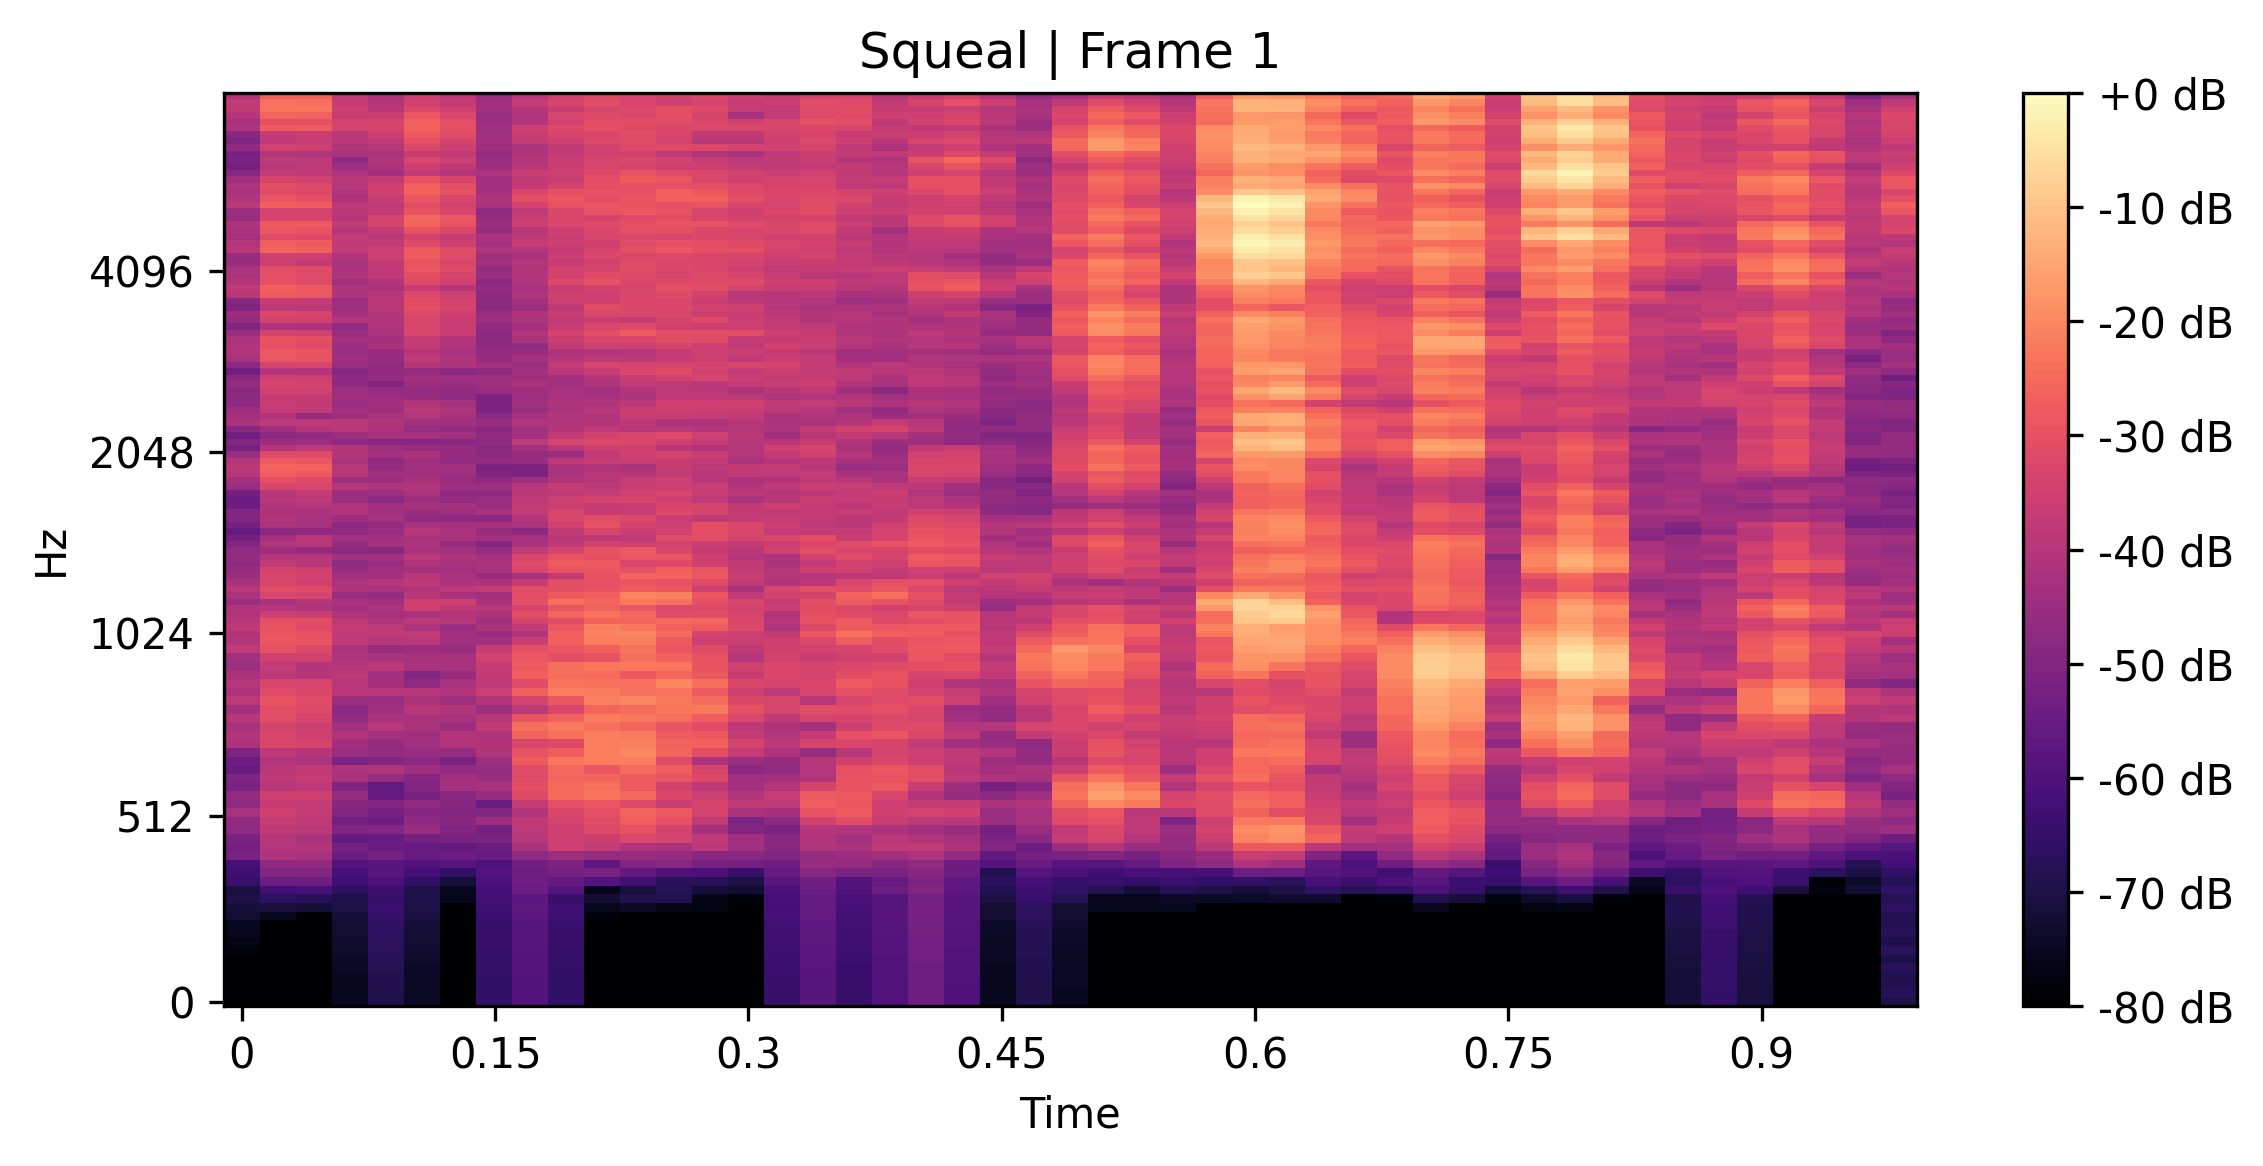 Squeal | Frame 1
+0 dB
-10 dB
-20 dB
-30 dB
-40 dB
-50 dB
-60 dB
-70 dB
-80 dB
Hz
4096
2048
1024
512
0
0 0.15 0.3 0.45 0.6 0.75 0.9
Time